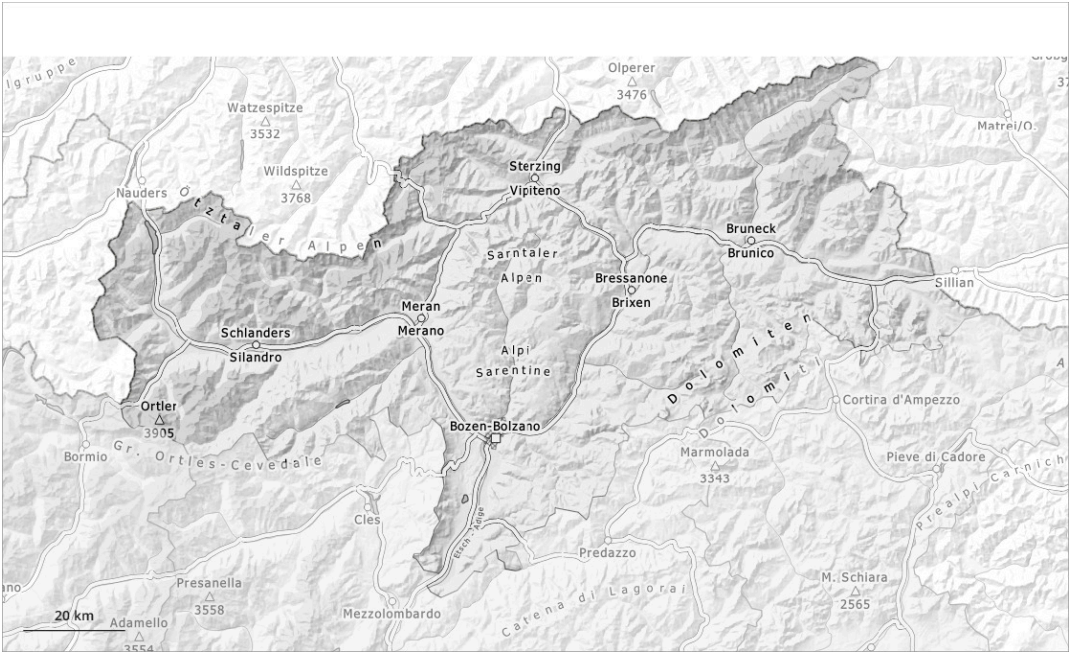 lgruppe
Olperer
3476
Watzespitze
3532
Matrei/O.
Sterzing
Vipiteno
Wildspitze
3768
Nauders
Ötztaler Alpen
Bruneck
Brunico
Sarntaler
Alpen
Bressanone
Brixen
Sillian
Meran
Merano
Schlanders
Silandro
Dolomiten
Alpi
Sarentine
Dolomiti
Ortler
3905
Cortina d'Ampezzo
Bozen-Bolzano
Gr. Ortles-Cevedale
Bormio
Marmolada
3343
Pieve di Cadore
Prealpi Carnich
Cles
Etsch - Adige
Predazzo
Presanella
3558
M. Schiara
2565
Catena di Lagorai
Mezzolombardo
ano
20 km
Adamello
3554